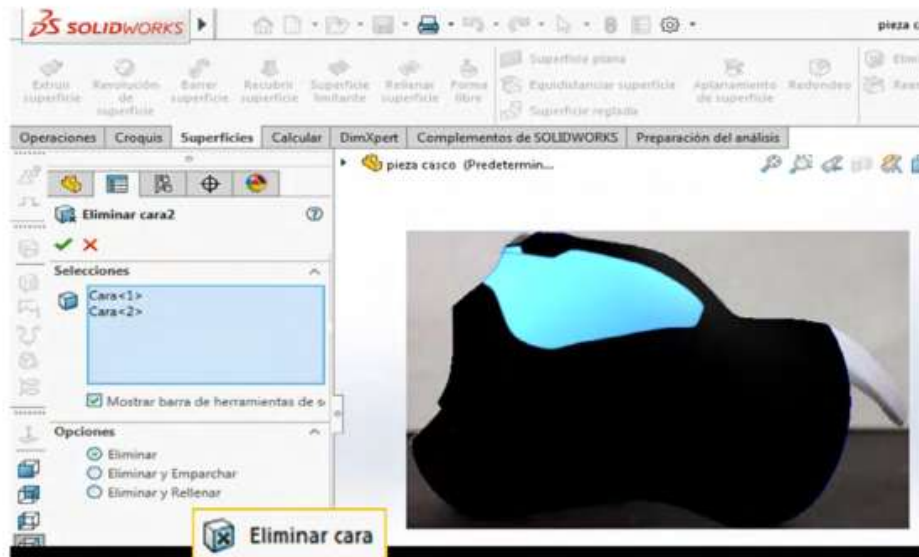 SOLIDWORKS
pieza c
Extruir superficie
Revolución de superficie
Barrer superficie
Recubrir superficie
Superficie limitante
Rellenar superficie
Forma libre
Superficie plana
Equidistanciar superficie
Superficie reglada
Aplanamiento de superficie
Redondeo
Operaciones Croquis Superficies Calcular DimXpert Complementos de SOLIDWORKS Preparación del análisis
pieza casco (Predetermin...
Eliminar cara2
Selecciones
Cara<1>
Cara<2>
Mostrar barra de herramientas de s
Opciones
Eliminar
Eliminar y Emparchar
Eliminar y Rellenar
Eliminar cara